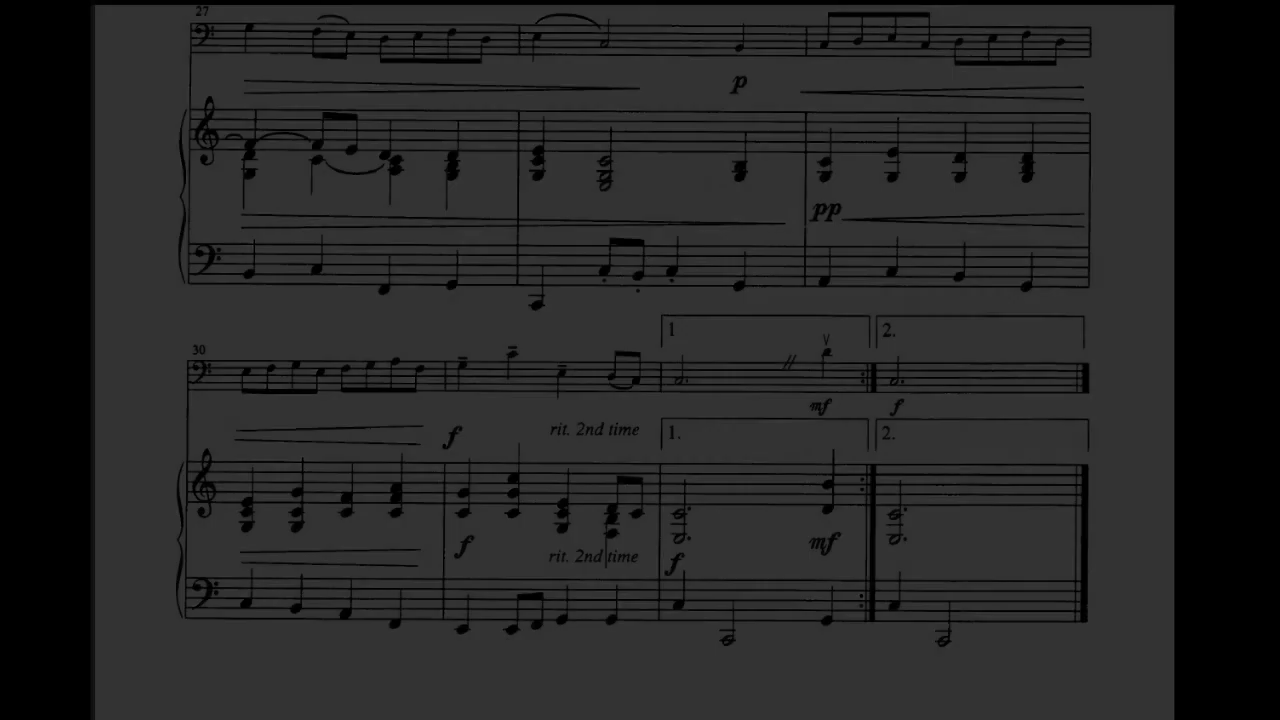 27
p
pp
1
2.
30
mf
f
f
rit. 2nd time
1.
2.
f
rit. 2nd time
f
mf